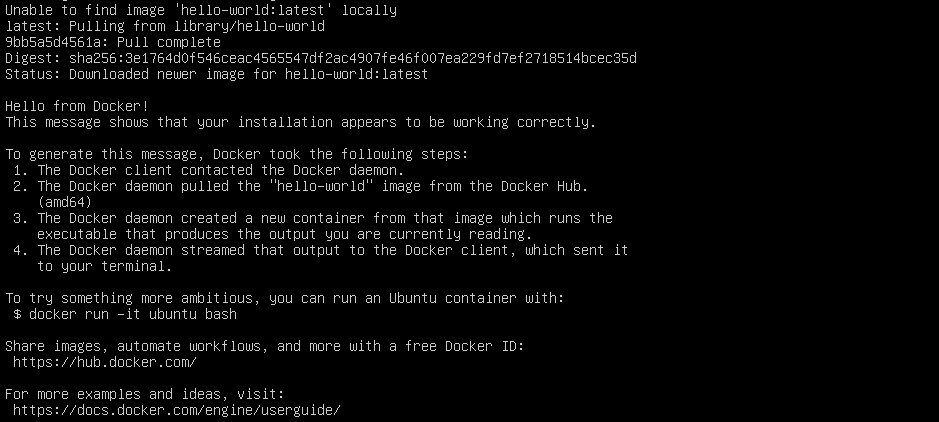 Unable to find image 'hello-world:latest' locally
latest: Pulling from library/hello-world
9bb5a5d4561a: Pull complete
Digest: sha256:3e1764d0f546ceac4565547df2ac4907fe46f007ea229fd7ef2718514bcec35d
Status: Downloaded newer image for hello-world:latest
Hello from Docker!
This message shows that your installation appears to be working correctly.
To generate this message, Docker took the following steps:
1. The Docker client contacted the Docker daemon.
2. The Docker daemon pulled the "hello-world" image from the Docker Hub.
(amd64)
3. The Docker daemon created a new container from that image which runs the
executable that produces the output you are currently reading.
4. The Docker daemon streamed that output to the Docker client, which sent it
to your terminal.
To try something more ambitious, you can run an Ubuntu container with:
$ docker run -it ubuntu bash
Share images, automate workflows, and more with a free Docker ID:
https://hub.docker.com/
For more examples and ideas, visit:
https://docs.docker.com/engine/userguide/